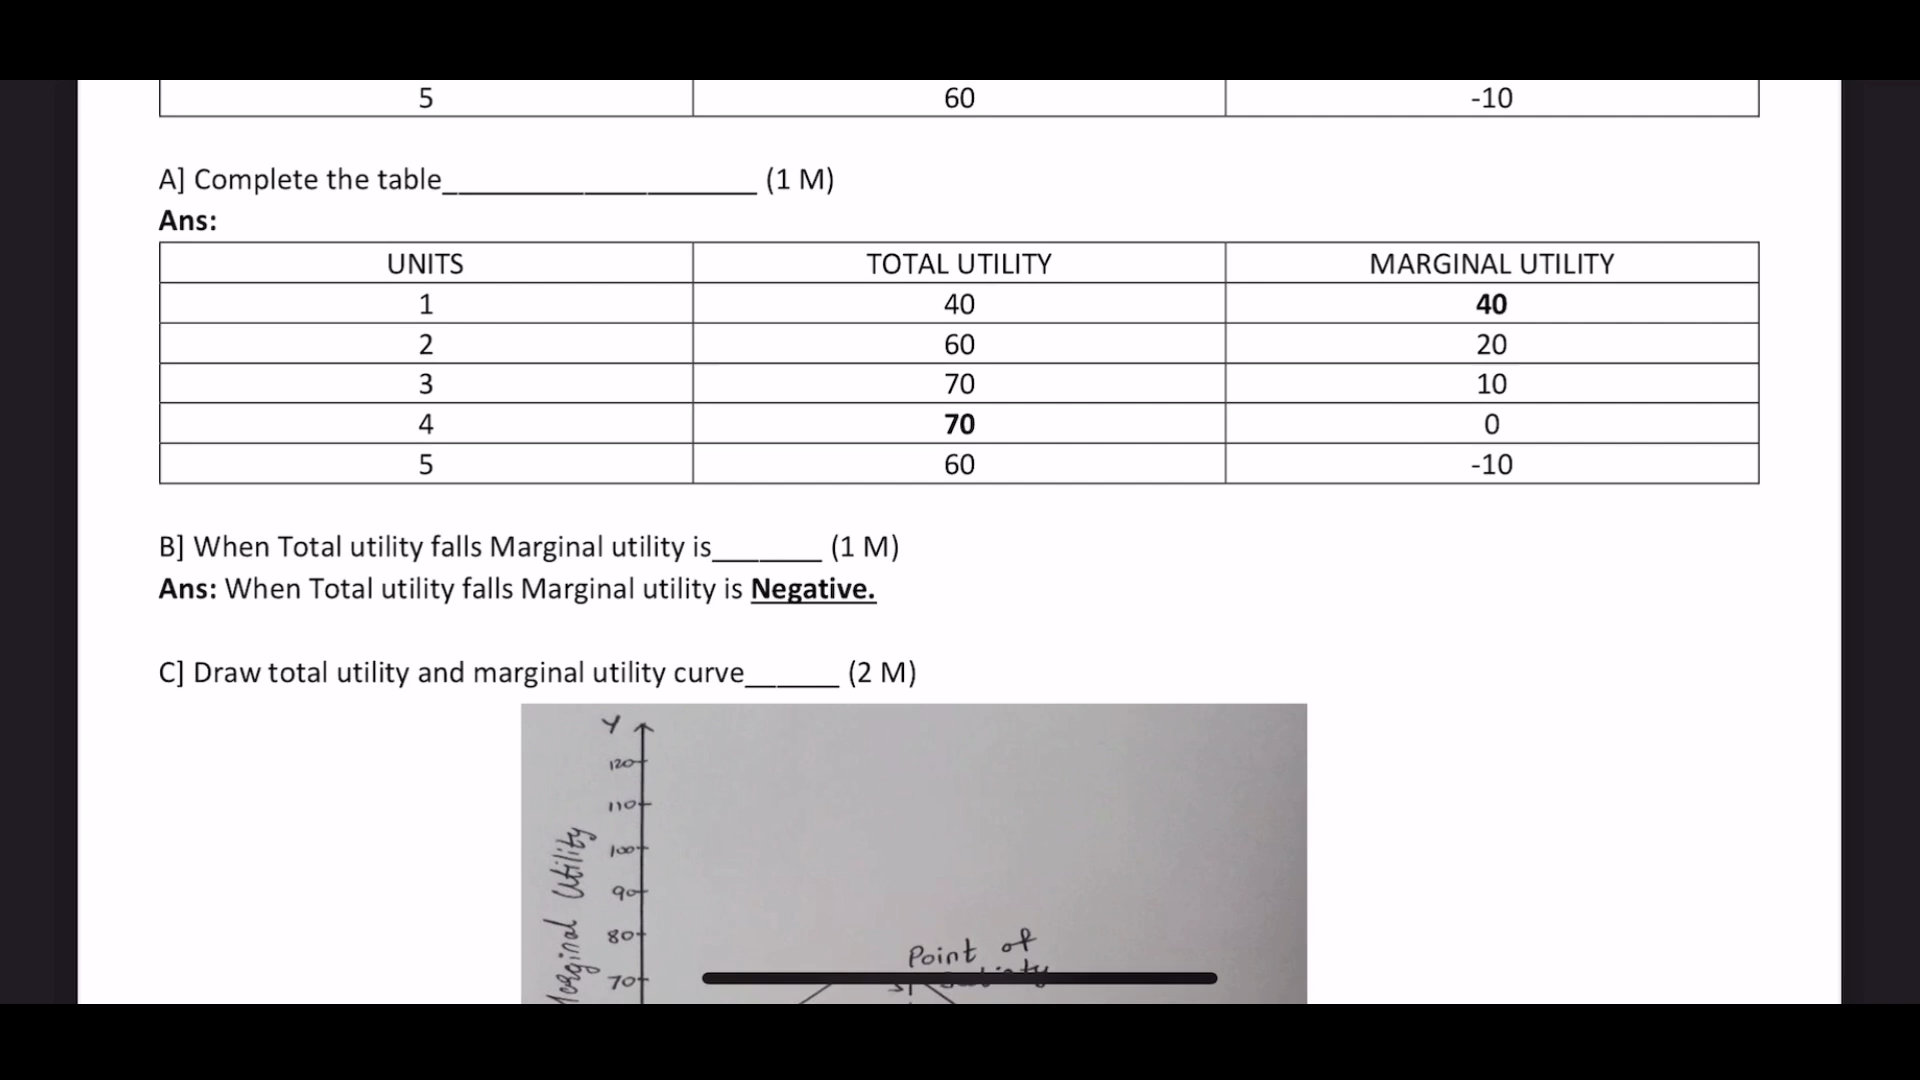 5 60 -10
A] Complete the table____________________ (1 M)
Ans:
UNITS TOTAL UTILITY MARGINAL UTILITY
1 40 40
2 60 20
3 70 10
4 70 0
5 60 -10
B] When Total utility falls Marginal utility is_______ (1 M)
Ans: When Total utility falls Marginal utility is Negative.
C] Draw total utility and marginal utility curve______ (2 M)
Y
120
110
100
90
80
70
Marginal Utility
Point of